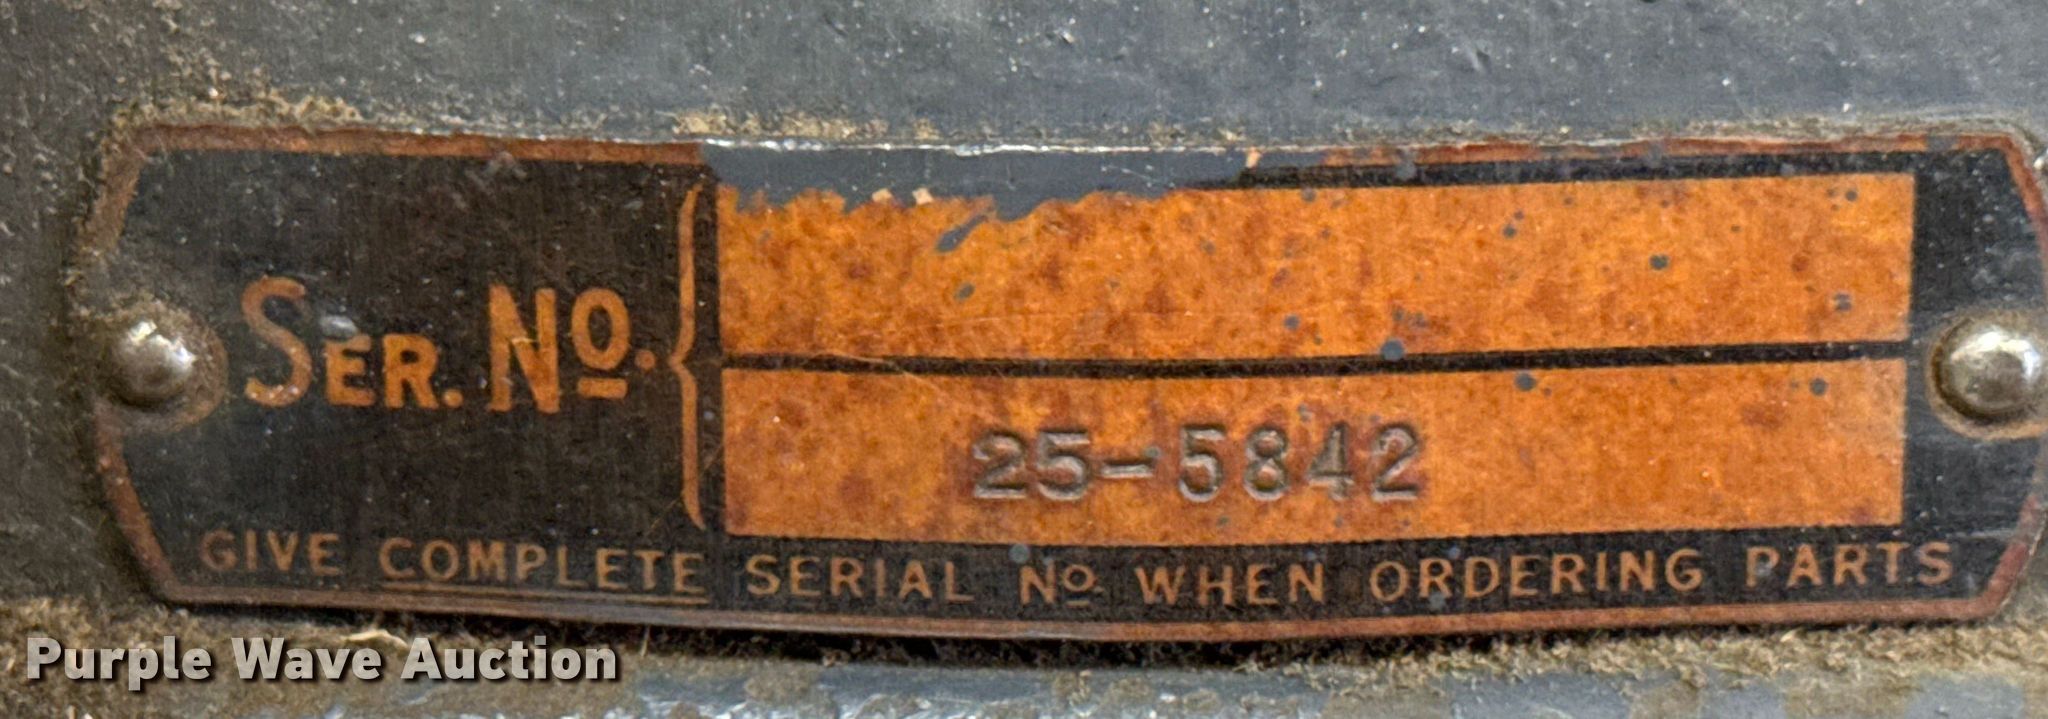 SER. No.
25-5842
GIVE COMPLETE SERIAL No. WHEN ORDERING PARTS
Purple Wave Auction